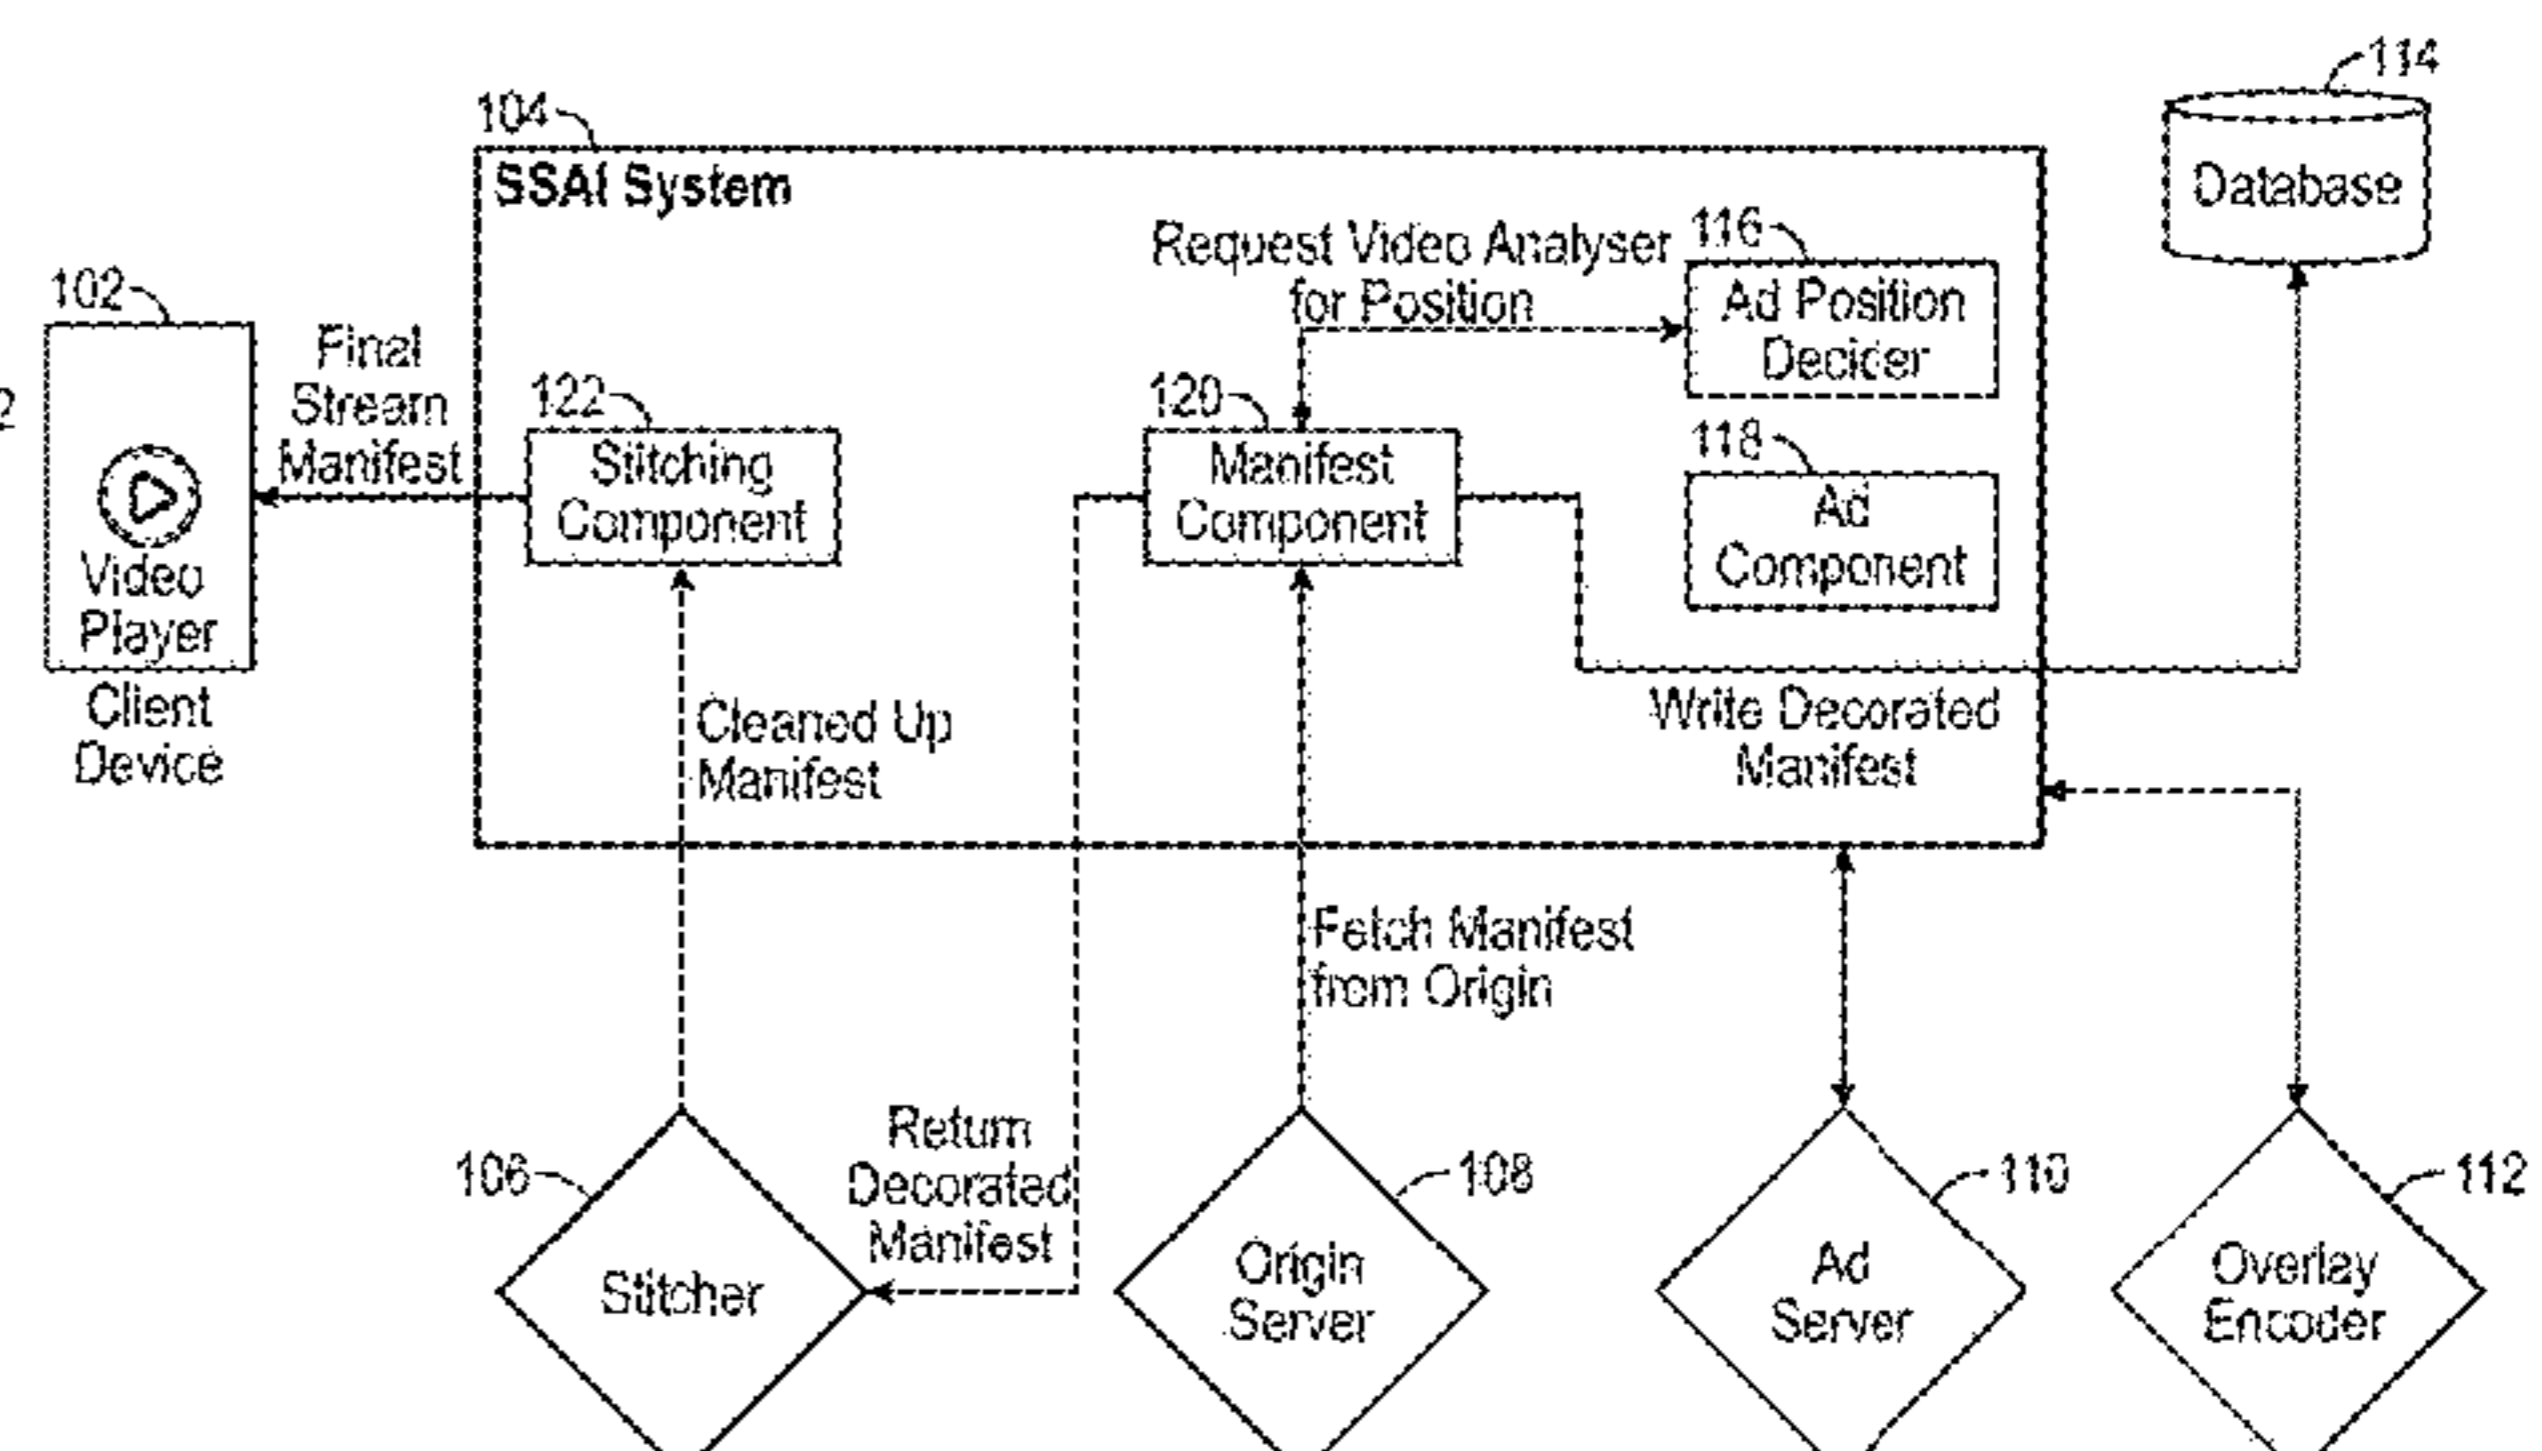 114
104
SSAI System
Database
Request Video Analyser
for Position
116
Ad Position
Decider
102
Final
Stream
Manifest
2
122
Stitching
Component
120
Manifest
Component
118
Ad
Component
Video
Player
Client
Device
Cleaned Up
Manifest
Write Decorated
Manifest
Fetch Manifest
from Origin
Return
Decorated
Manifest
106
Stitcher
108
Origin
Server
110
Ad
Server
112
Overlay
Encoder